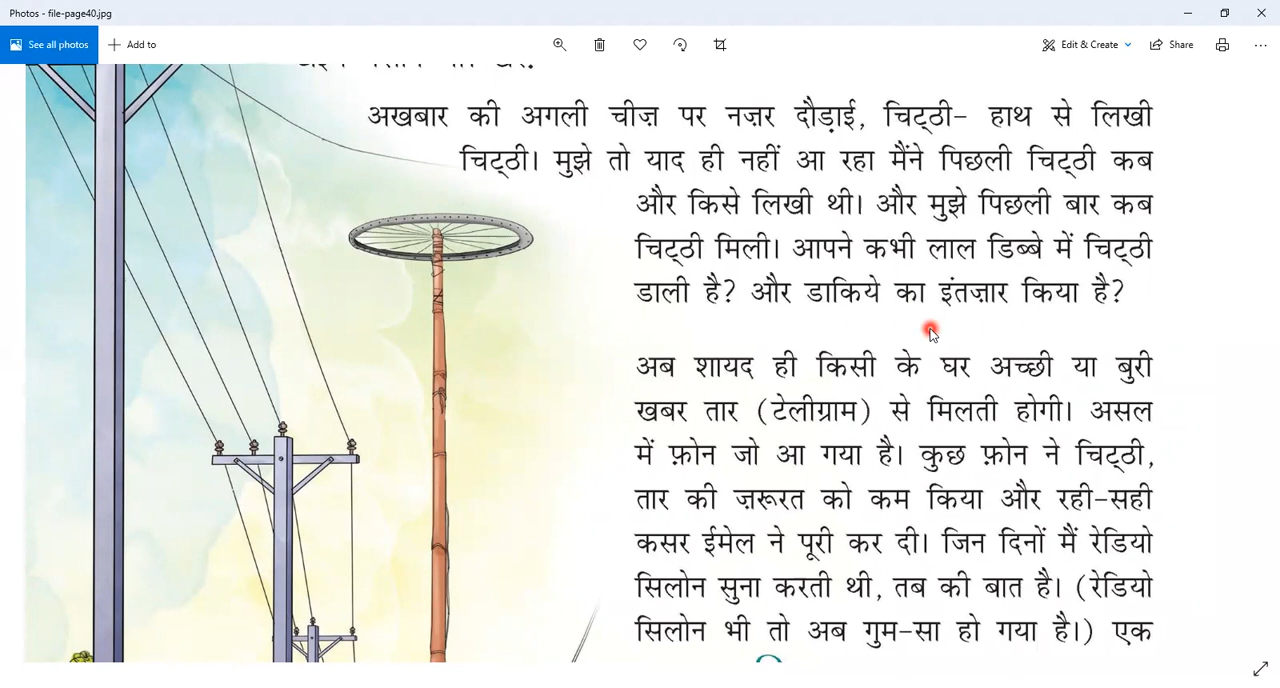 Photos - file-page40.jpg
See all photos
Add to
Edit & Create
Share
अखबार की अगली चीज़ पर नज़र दौड़ाई, चिट्ठी- हाथ से लिखी
चिट्ठी। मुझे तो याद ही नहीं आ रहा मैंने पिछली चिट्ठी कब
और किसे लिखी थी। और मुझे पिछली बार कब
चिट्ठी मिली। आपने कभी लाल डिब्बे में चिट्ठी
डाली है? और डाकिये का इंतज़ार किया है?
अब शायद ही किसी के घर अच्छी या बुरी
खबर तार (टेलीग्राम) से मिलती होगी। असल
में फ़ोन जो आ गया है। कुछ फ़ोन ने चिट्ठी,
तार की ज़रूरत को कम किया और रही-सही
कसर ईमेल ने पूरी कर दी। जिन दिनों मैं रेडियो
सिलोन सुना करती थी, तब की बात है। (रेडियो
सिलोन भी तो अब गुम-सा हो गया है।) एक